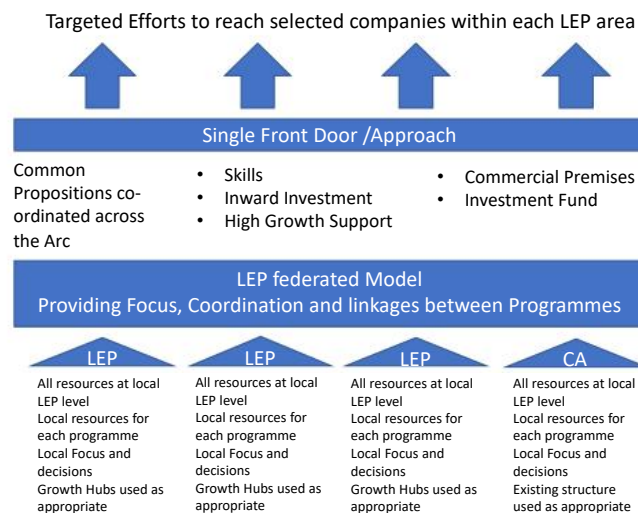 Targeted Efforts to reach selected companies within each LEP area
Single Front Door /Approach
Common
Propositions co-
ordinated across
the Arc
• Skills
• Inward Investment
• High Growth Support
• Commercial Premises
• Investment Fund
LEP federated Model
Providing Focus, Coordination and linkages between Programmes
LEP
All resources at local
LEP level
Local resources for
each programme
Local Focus and
decisions
Growth Hubs used as
appropriate
LEP
All resources at local
LEP level
Local resources for
each programme
Local Focus and
decisions
Growth Hubs used as
appropriate
LEP
All resources at local
LEP level
Local resources for
each programme
Local Focus and
decisions
Growth Hubs used as
appropriate
CA
All resources at local
LEP level
Local resources for
each programme
Local Focus and
decisions
Existing structure
used as appropriate